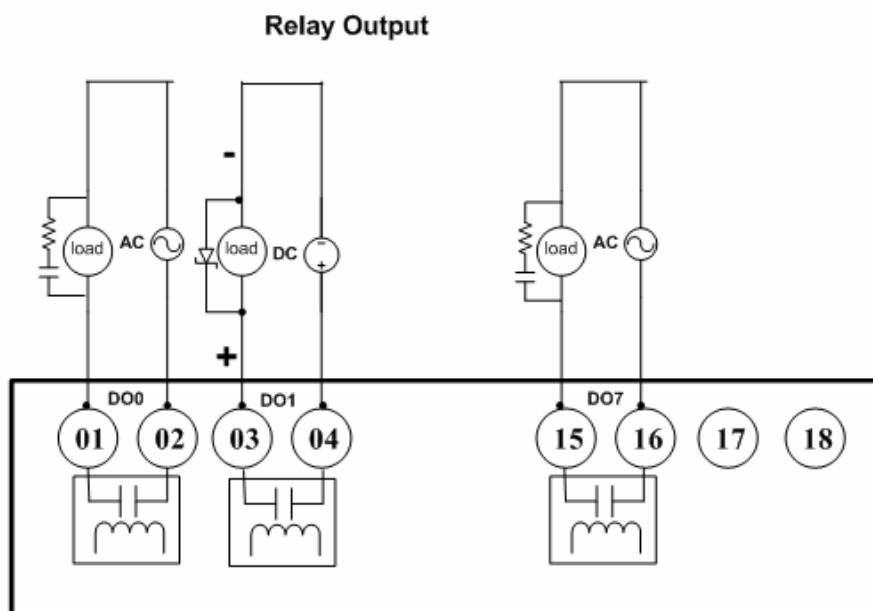 Relay Output
-
load AC load DC - + load AC
+
DO0 DO1 DO7
01 02 03 04 15 16 17 18